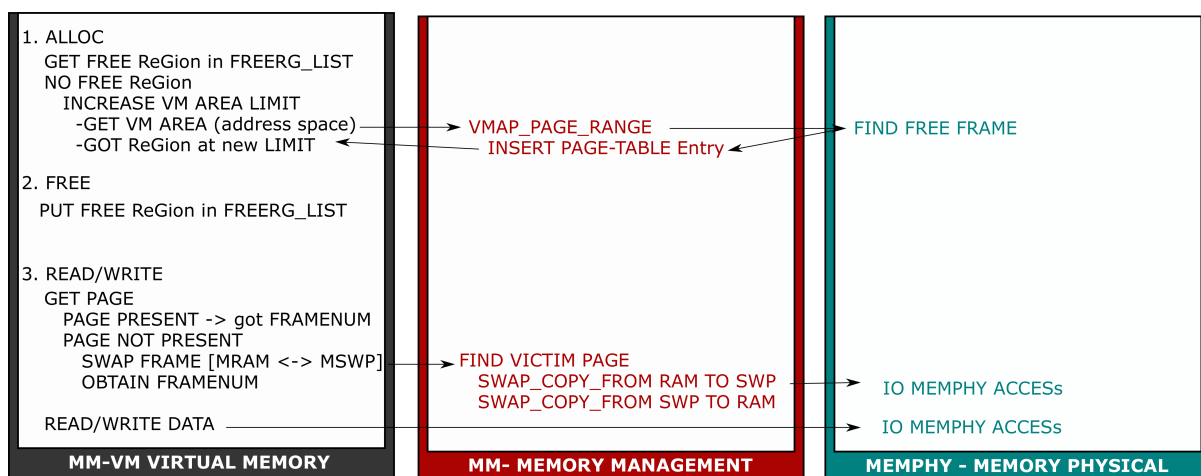 1. ALLOC
GET FREE ReGion in FREERG_LIST
NO FREE ReGion
INCREASE VM AREA LIMIT
-GET VM AREA (address space)
-GOT ReGion at new LIMIT
2. FREE
PUT FREE ReGion in FREERG_LIST
3. READ/WRITE
GET PAGE
PAGE PRESENT -> got FRAMENUM
PAGE NOT PRESENT
SWAP FRAME [MRAM <-> MSWP]
OBTAIN FRAMENUM
READ/WRITE DATA
MM-VM VIRTUAL MEMORY
VMAP_PAGE_RANGE
INSERT PAGE-TABLE Entry
FIND VICTIM PAGE
SWAP_COPY_FROM RAM TO SWP
SWAP_COPY_FROM SWP TO RAM
MM- MEMORY MANAGEMENT
FIND FREE FRAME
IO MEMPHY ACCESs
IO MEMPHY ACCESs
MEMPHY - MEMORY PHYSICAL